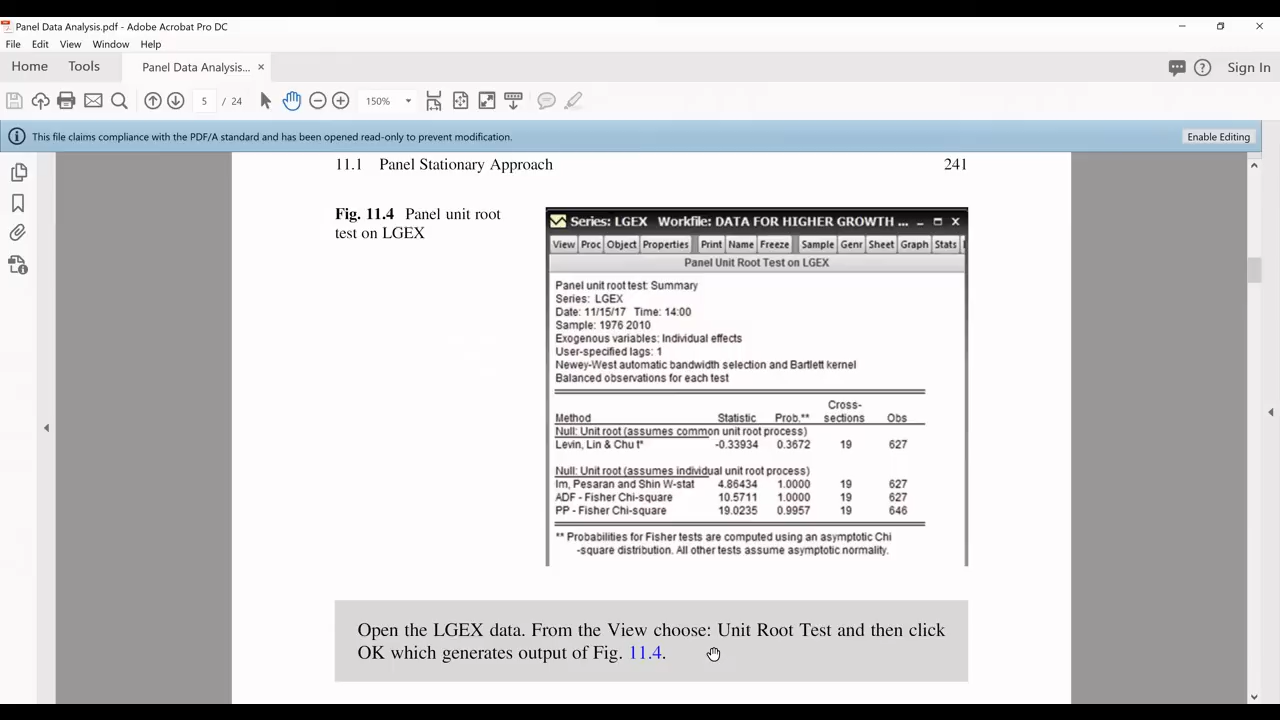 Panel Data Analysis.pdf - Adobe Acrobat Pro DC
File Edit View Window Help
Home Tools Panel Data Analysis... × Sign In
5 / 24 150%
This file claims compliance with the PDF/A standard and has been opened read-only to prevent modification. Enable Editing
11.1 Panel Stationary Approach 241
Fig. 11.4 Panel unit root
test on LGEX
Series: LGEX Workfile: DATA FOR HIGHER GROWTH ...
View Proc Object Properties Print Name Freeze Sample Genr Sheet Graph Stats
Panel Unit Root Test on LGEX
Panel unit root test: Summary
Series: LGEX
Date: 11/15/17 Time: 14:00
Sample: 1976 2010
Exogenous variables: Individual effects
User-specified lags: 1
Newey-West automatic bandwidth selection and Bartlett kernel
Balanced observations for each test
Cross-
Method Statistic Prob.** sections Obs
Null: Unit root (assumes common unit root process)
Levin, Lin & Chu t* -0.33934 0.3672 19 627
Null: Unit root (assumes individual unit root process)
Im, Pesaran and Shin W-stat 4.86434 1.0000 19 627
ADF - Fisher Chi-square 10.5711 1.0000 19 627
PP - Fisher Chi-square 19.0235 0.9957 19 646
** Probabilities for Fisher tests are computed using an asymptotic Chi
-square distribution. All other tests assume asymptotic normality.
Open the LGEX data. From the View choose: Unit Root Test and then click
OK which generates output of Fig. 11.4.